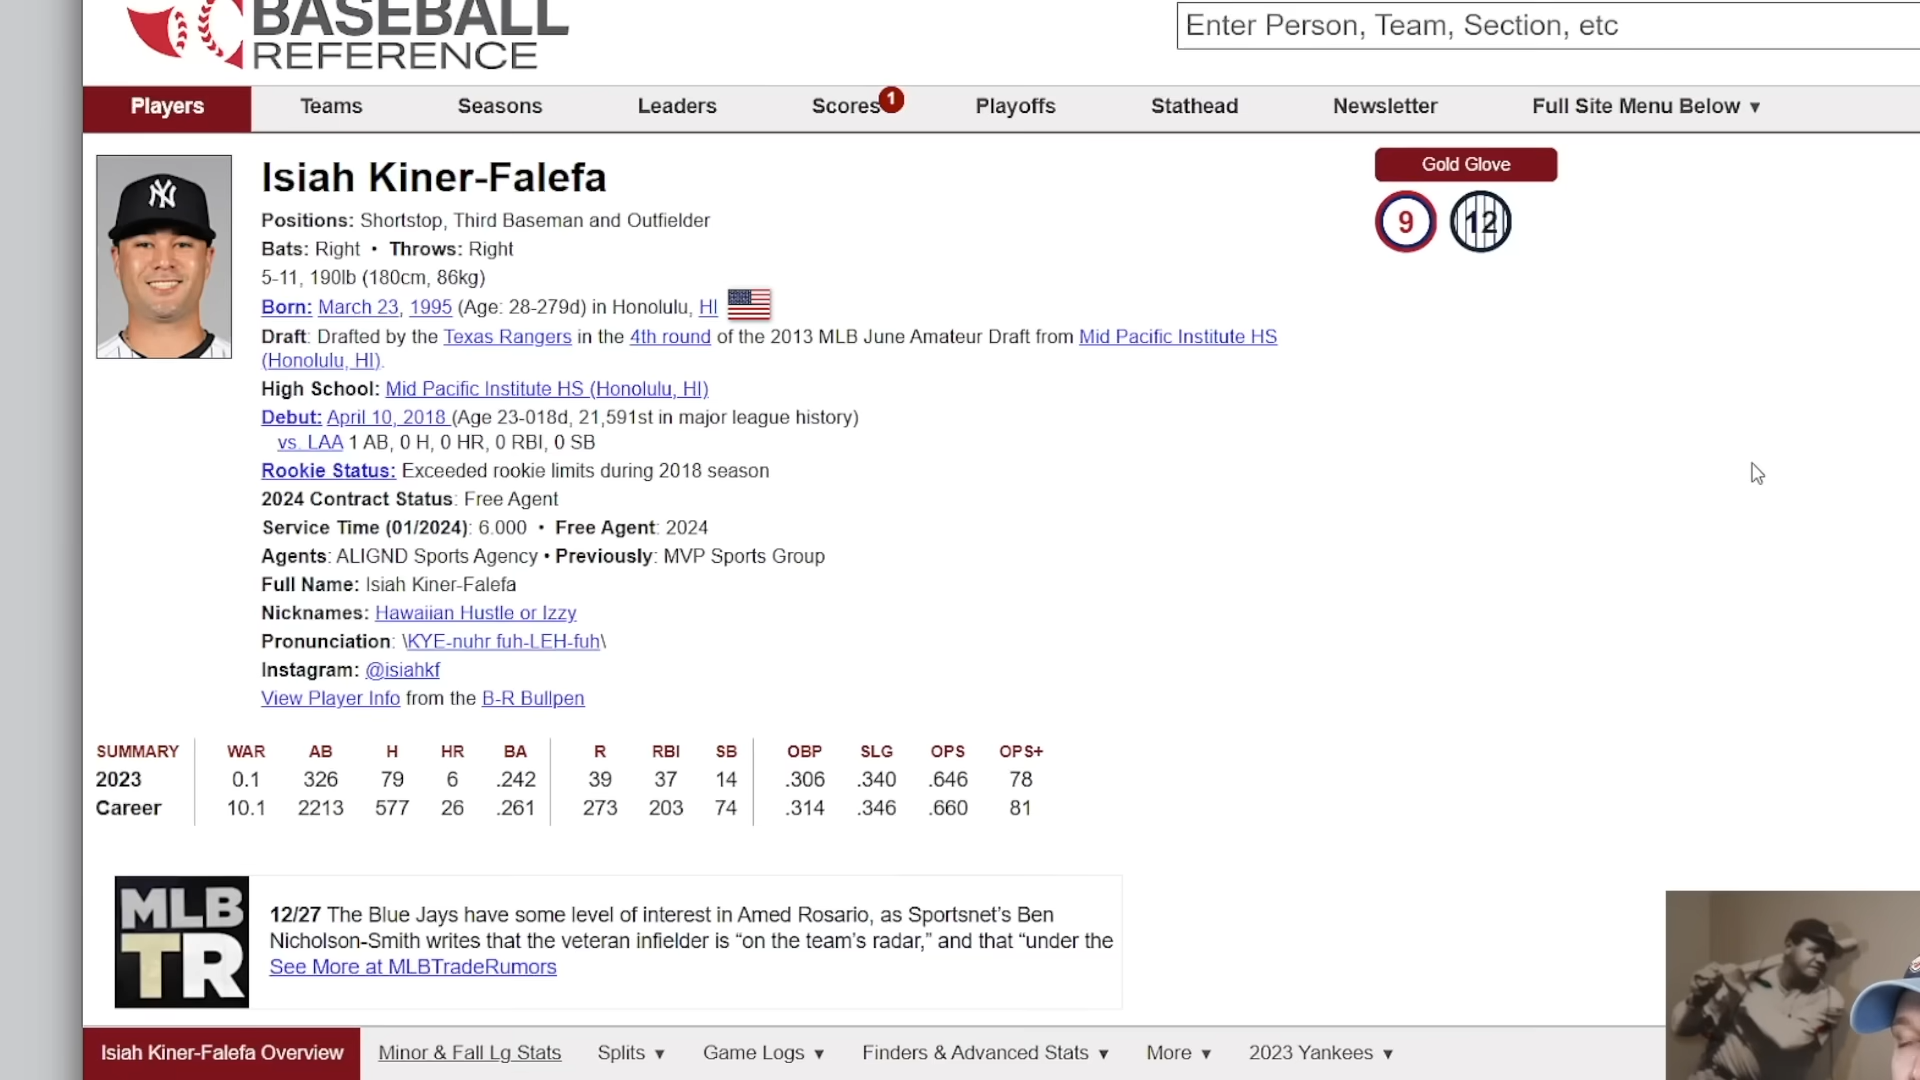 BASEBALL
REFERENCE
Enter Person, Team, Section, etc
Players Teams Seasons Leaders Scores 1 Playoffs Stathead Newsletter Full Site Menu Below ▼
Isiah Kiner-Falefa
Gold Glove
9 12
Positions: Shortstop, Third Baseman and Outfielder
Bats: Right • Throws: Right
5-11, 190lb (180cm, 86kg)
Born: March 23, 1995 (Age: 28-279d) in Honolulu, HI
Draft: Drafted by the Texas Rangers in the 4th round of the 2013 MLB June Amateur Draft from Mid Pacific Institute HS
(Honolulu, HI).
High School: Mid Pacific Institute HS (Honolulu, HI)
Debut: April 10, 2018 (Age 23-018d, 21,591st in major league history)
vs. LAA 1 AB, 0 H, 0 HR, 0 RBI, 0 SB
Rookie Status: Exceeded rookie limits during 2018 season
2024 Contract Status: Free Agent
Service Time (01/2024): 6.000 • Free Agent: 2024
Agents: ALIGND Sports Agency • Previously: MVP Sports Group
Full Name: Isiah Kiner-Falefa
Nicknames: Hawaiian Hustle or Izzy
Pronunciation: \KYE-nuhr fuh-LEH-fuh\
Instagram: @isiahkf
View Player Info from the B-R Bullpen
SUMMARY WAR AB H HR BA R RBI SB OBP SLG OPS OPS+
2023 0.1 326 79 6 .242 39 37 14 .306 .340 .646 78
Career 10.1 2213 577 26 .261 273 203 74 .314 .346 .660 81
MLB
TR
12/27 The Blue Jays have some level of interest in Amed Rosario, as Sportsnet's Ben
Nicholson-Smith writes that the veteran infielder is “on the team's radar,” and that “under the
See More at MLBTradeRumors
Isiah Kiner-Falefa Overview Minor & Fall Lg Stats Splits ▼ Game Logs ▼ Finders & Advanced Stats ▼ More ▼ 2023 Yankees ▼